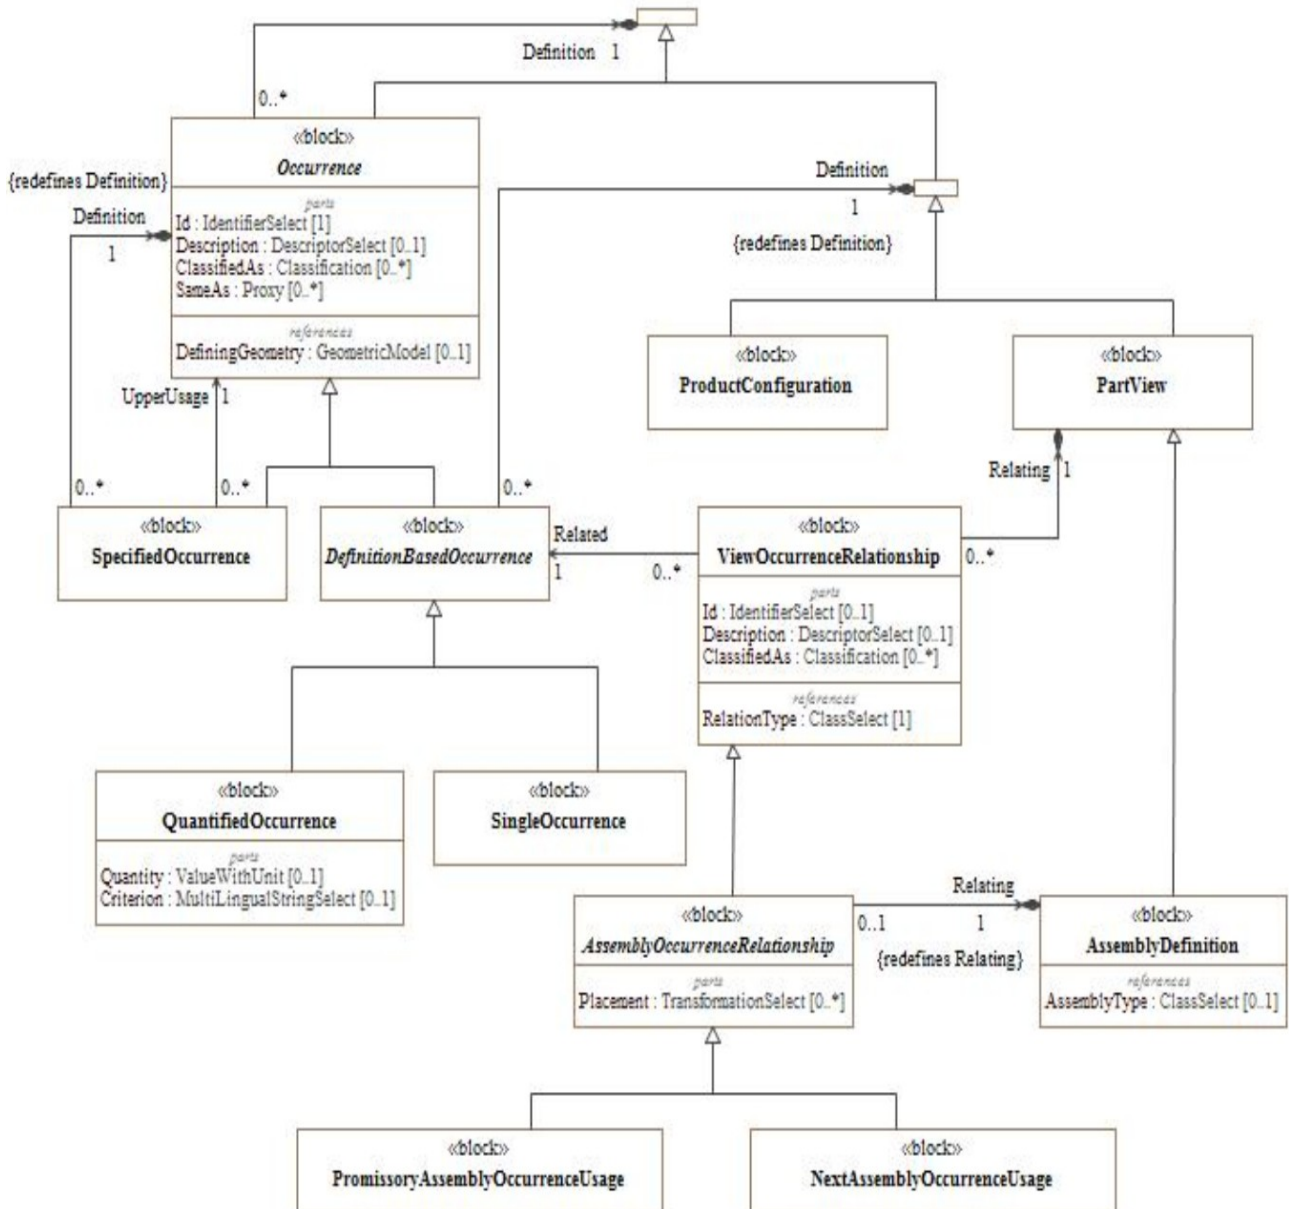 Definition 1
0..*
«block»
Occurrence
{redefines Definition}
Definition
1
parts
Id : IdentifierSelect [1]
Description : DescriptorSelect [0..1]
ClassifiedAs : Classification [0..*]
SameAs : Proxy [0..*]
references
DefiningGeometry : GeometricModel [0..1]
Definition
1
{redefines Definition}
«block»
ProductConfiguration
«block»
PartView
UpperUsage 1
Relating 1
0..*
0..*
0..*
«block»
SpecifiedOccurrence
«block»
DefinitionBasedOccurrence
Related
1
0..*
«block»
ViewOccurrenceRelationship
0..*
parts
Id : IdentifierSelect [0..1]
Description : DescriptorSelect [0..1]
ClassifiedAs : Classification [0..*]
references
RelationType : ClassSelect [1]
«block»
QuantifiedOccurrence
parts
Quantity : ValueWithUnit [0..1]
Criterion : MultiLingualStringSelect [0..1]
«block»
SingleOccurrence
«block»
AssemblyOccurrenceRelationship
parts
Placement : TransformationSelect [0..*]
Relating
0..1
1
{redefines Relating}
«block»
AssemblyDefinition
references
AssemblyType : ClassSelect [0..1]
«block»
PromissoryAssemblyOccurrenceUsage
«block»
NextAssemblyOccurrenceUsage